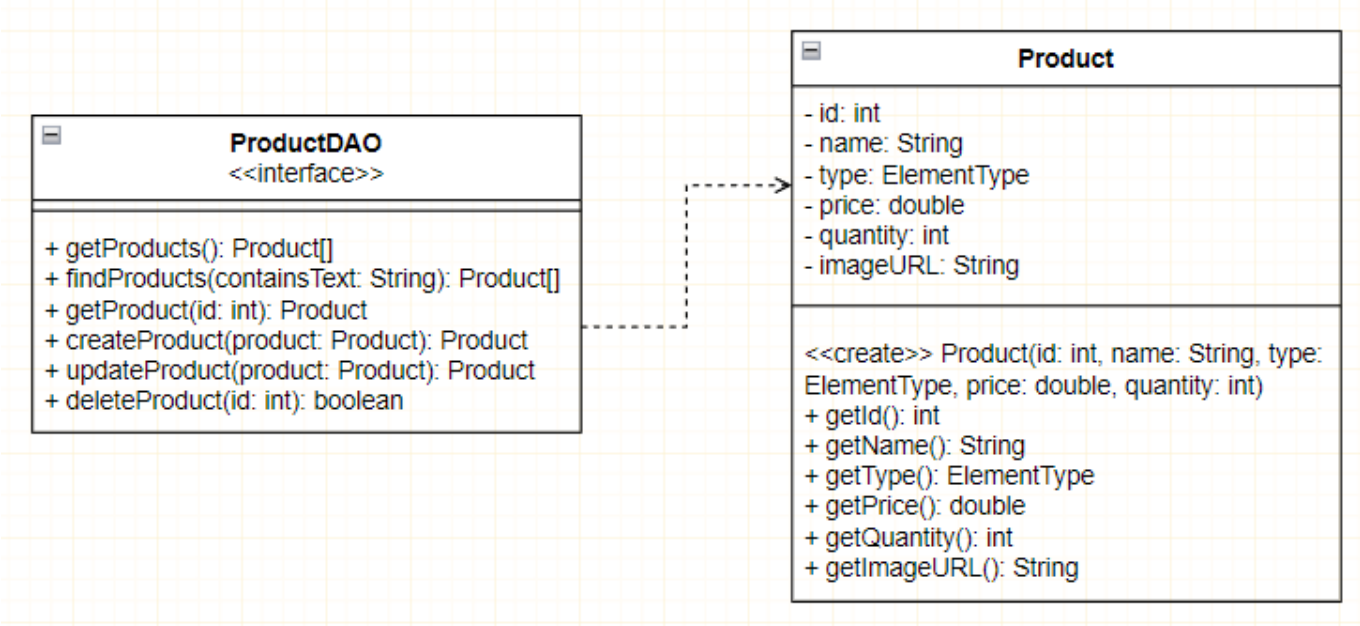 ProductDAO
<<interface>>
+ getProducts(): Product[]
+ findProducts(containsText: String): Product[]
+ getProduct(id: int): Product
+ createProduct(product: Product): Product
+ updateProduct(product: Product): Product
+ deleteProduct(id: int): boolean
Product
- id: int
- name: String
- type: ElementType
- price: double
- quantity: int
- imageURL: String
<<create>> Product(id: int, name: String, type:
ElementType, price: double, quantity: int)
+ getId(): int
+ getName(): String
+ getType(): ElementType
+ getPrice(): double
+ getQuantity(): int
+ getImageURL(): String